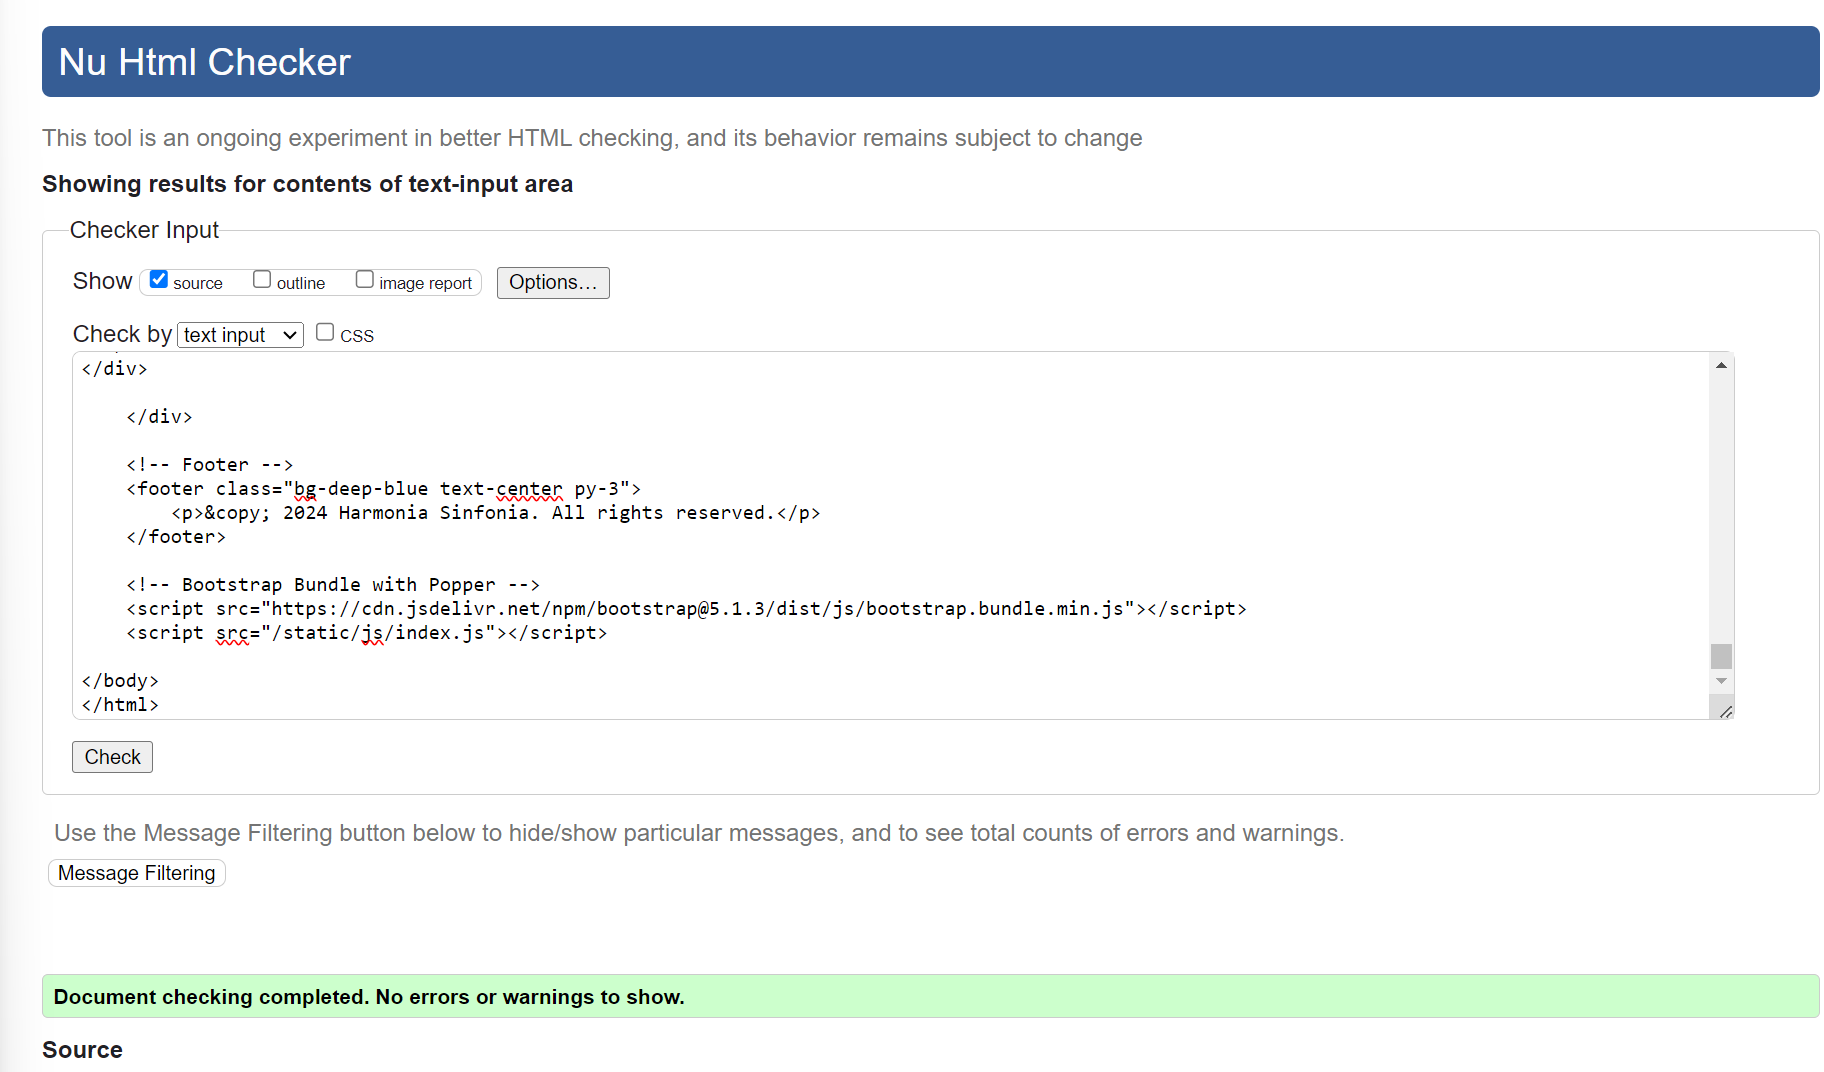 Nu Html Checker
This tool is an ongoing experiment in better HTML checking, and its behavior remains subject to change
Showing results for contents of text-input area
Checker Input
Show source outline image report Options...
Check by text input CSS
</div>
</div>
<!-- Footer -->
<footer class="bg-deep-blue text-center py-3">
<p>&copy; 2024 Harmonia Sinfonia. All rights reserved.</p>
</footer>
<!-- Bootstrap Bundle with Popper -->
<script src="https://cdn.jsdelivr.net/npm/bootstrap@5.1.3/dist/js/bootstrap.bundle.min.js"></script>
<script src="/static/js/index.js"></script>
</body>
</html>
Check
Use the Message Filtering button below to hide/show particular messages, and to see total counts of errors and warnings.
Message Filtering
Document checking completed. No errors or warnings to show.
Source